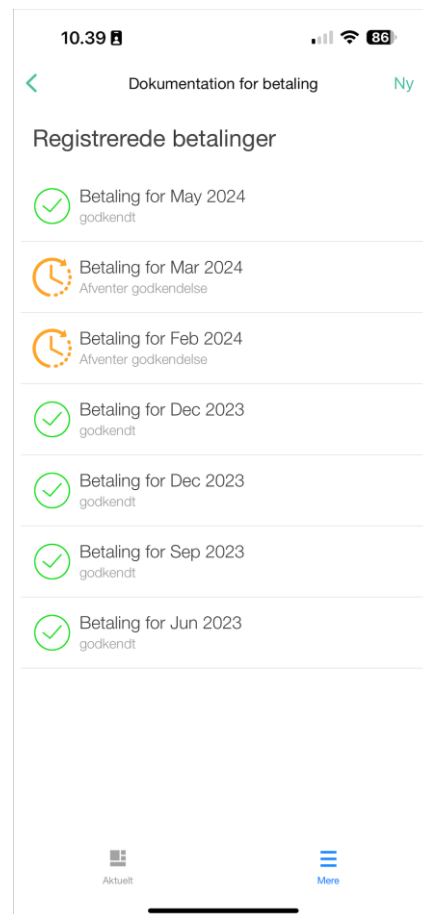 10.39
86
Dokumentation for betaling
Ny
Registrerede betalinger
Betaling for May 2024
godkendt
Betaling for Mar 2024
Afventer godkendelse
Betaling for Feb 2024
Afventer godkendelse
Betaling for Dec 2023
godkendt
Betaling for Dec 2023
godkendt
Betaling for Sep 2023
godkendt
Betaling for Jun 2023
godkendt
Aktuelt
Mere